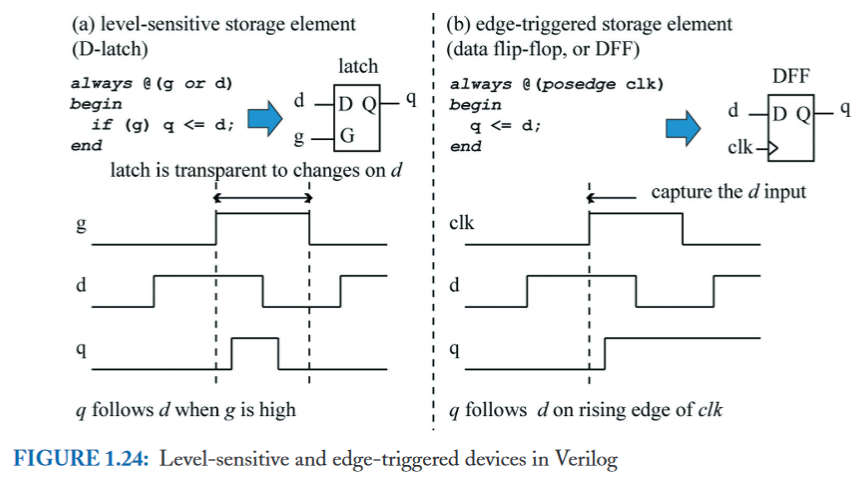 (a) level-sensitive storage element
(D-latch)
latch
always @(g or d)
begin
if (g) q <= d;
end
d
D Q
q
g
G
latch is transparent to changes on d
g
d
q
q follows d when g is high
(b) edge-triggered storage element
(data flip-flop, or DFF)
DFF
always @(posedge clk)
begin
q <= d;
end
d
D Q
q
clk
capture the d input
clk
d
q
q follows d on rising edge of clk
FIGURE 1.24: Level-sensitive and edge-triggered devices in Verilog